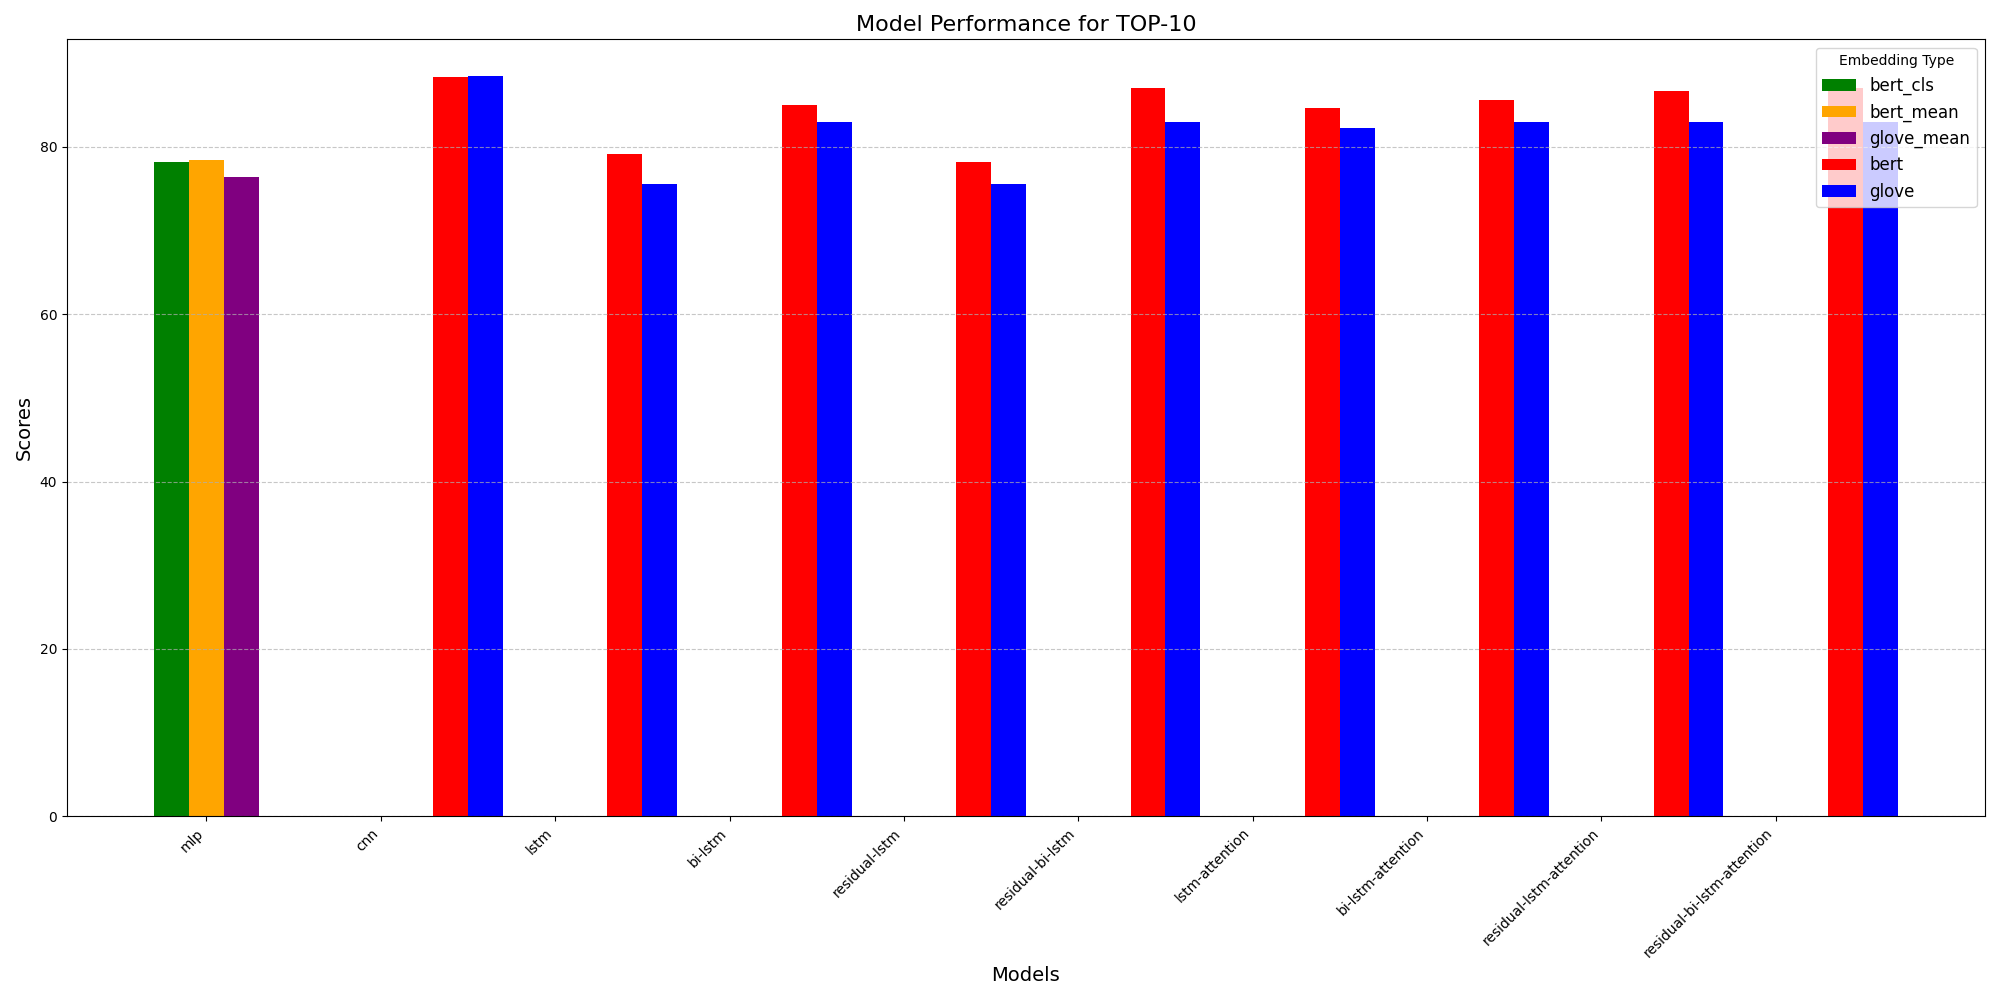 Model Performance for TOP-10
Embedding Type
bert_cls
bert_mean
glove_mean
bert
glove
Scores
80
60
40
20
0
mlp
cnn
lstm
bi-lstm
residual-lstm
residual-bi-lstm
lstm-attention
bi-lstm-attention
residual-lstm-attention
residual-bi-lstm-attention
Models